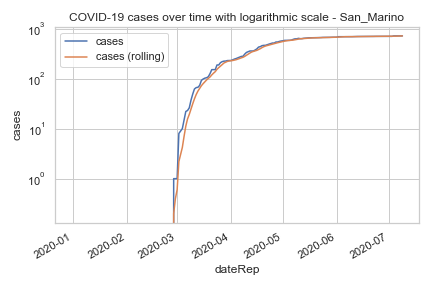 COVID-19 cases over time with logarithmic scale - San_Marino
cases
cases (rolling)
10³
10²
10¹
10⁰
cases
2020-01
2020-02
2020-03
2020-04
2020-05
2020-06
2020-07
dateRep